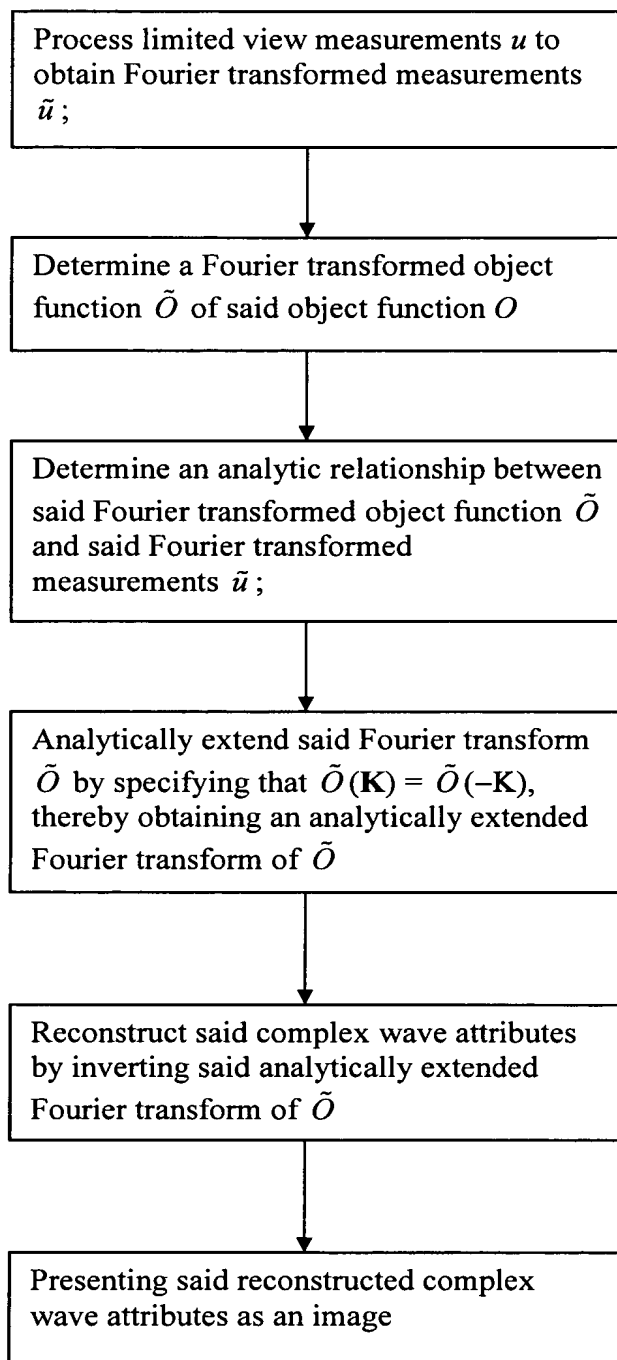 Process limited view measurements u to
obtain Fourier transformed measurements
ũ ;
Determine a Fourier transformed object
function Õ of said object function O
Determine an analytic relationship between
said Fourier transformed object function Õ
and said Fourier transformed
measurements ũ ;
Analytically extend said Fourier transform
Õ by specifying that Õ(K) = Õ(−K),
thereby obtaining an analytically extended
Fourier transform of Õ
Reconstruct said complex wave attributes
by inverting said analytically extended
Fourier transform of Õ
Presenting said reconstructed complex
wave attributes as an image